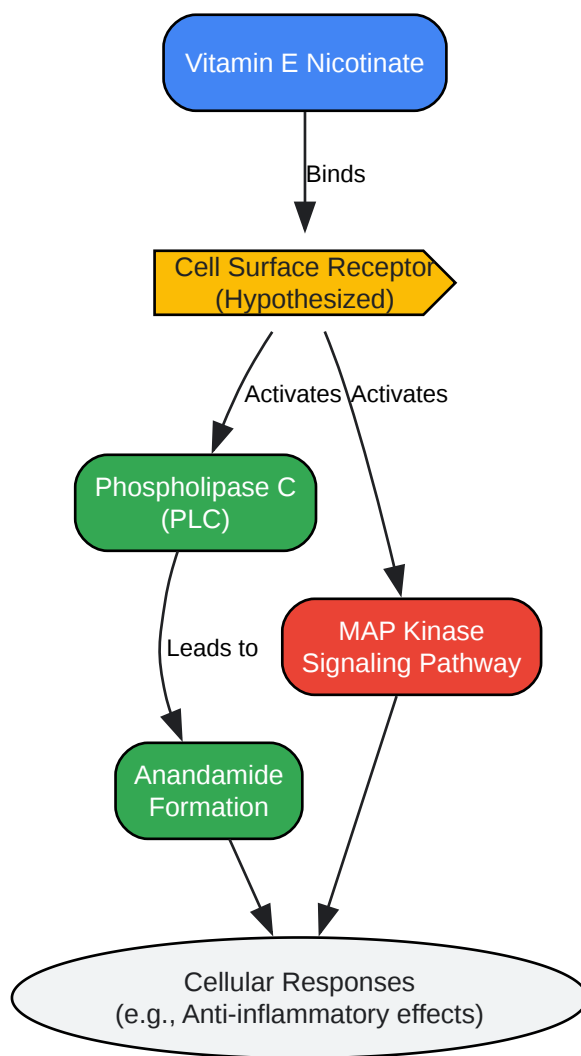 Vitamin E Nicotinate
Binds
Cell Surface Receptor
(Hypothesized)
Activates
Activates
Phospholipase C
(PLC)
MAP Kinase
Signaling Pathway
Leads to
Anandamide
Formation
Cellular Responses
(e.g., Anti-inflammatory effects)